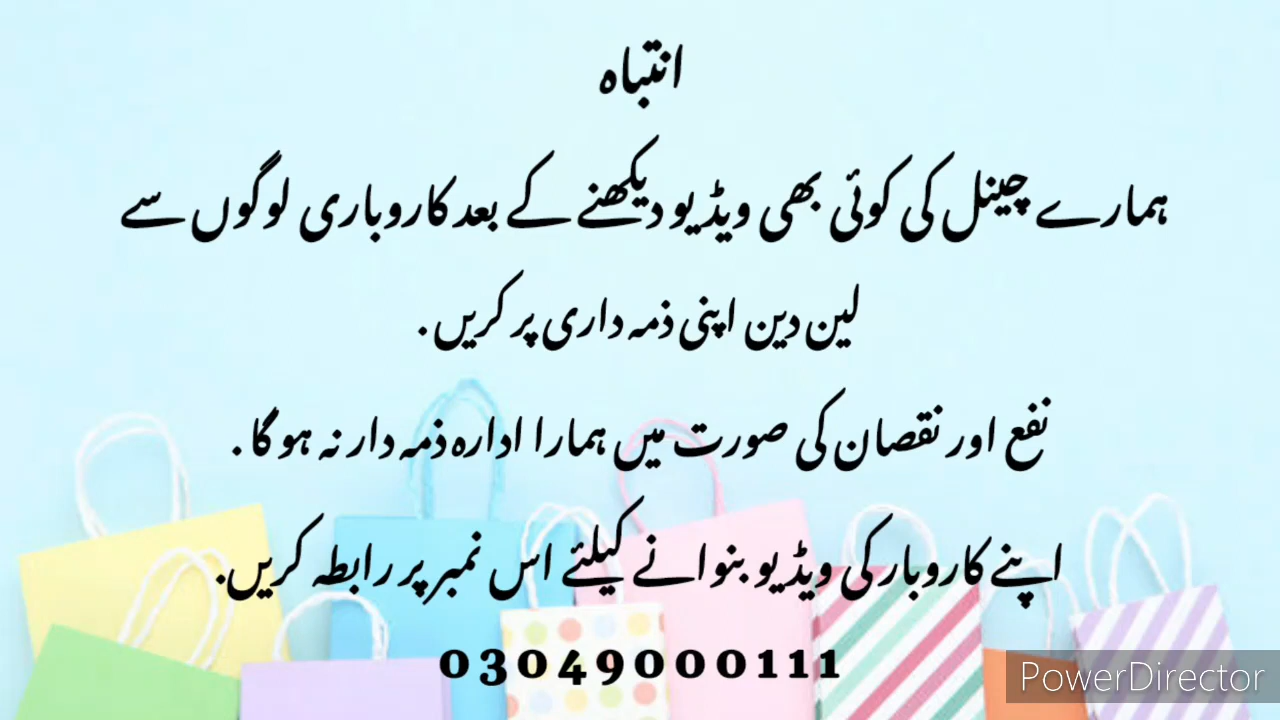 انتباہ
ہمارے چینل کی کوئی بھی ویڈیو دیکھنے کے بعد کاروباری لوگوں سے
لین دین اپنی ذمہ داری پر کریں.
نفع اور نقصان کی صورت میں ہمارا ادارہ ذمہ دار نہ ہو گا.
اپنے کاروبار کی ویڈیو بنوانے کیلئے اس نمبر پر رابطہ کریں.
03049000111
PowerDirector